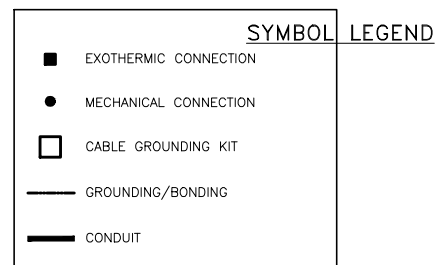 SYMBOL LEGEND
EXOTHERMIC CONNECTION
MECHANICAL CONNECTION
CABLE GROUNDING KIT
GROUNDING/BONDING
CONDUIT